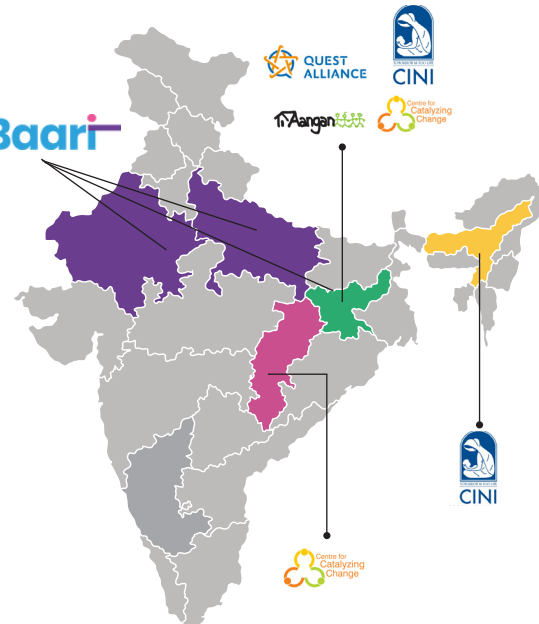 QUEST
ALLIANCE
CINI
Baari
Aangan
Centre for
Catalyzing
Change
CINI
Centre for
Catalyzing
Change